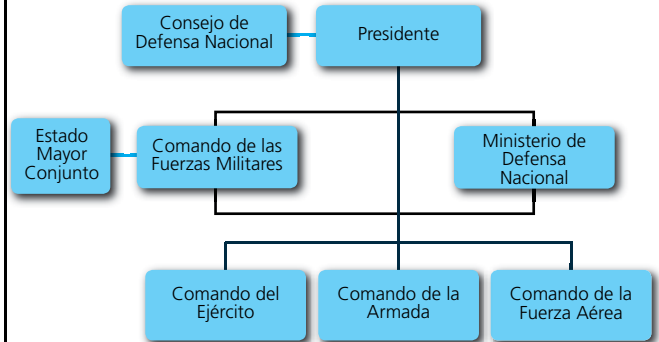 Consejo de
Defensa Nacional
Presidente
Estado
Mayor
Conjunto
Comando de las
Fuerzas Militares
Ministerio de
Defensa
Nacional
Comando del
Ejército
Comando de la
Armada
Comando de la
Fuerza Aérea